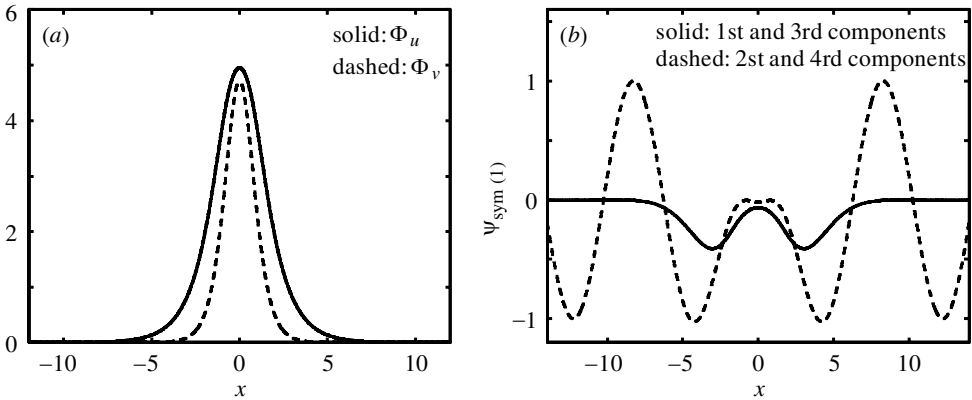 (a)
solid: Φu
dashed: Φv
6
4
2
0
−10
−5
0
5
10
x
(b)
solid: 1st and 3rd components
dashed: 2st and 4rd components
ψsym (1)
1
0
−1
−10
−5
0
5
10
x